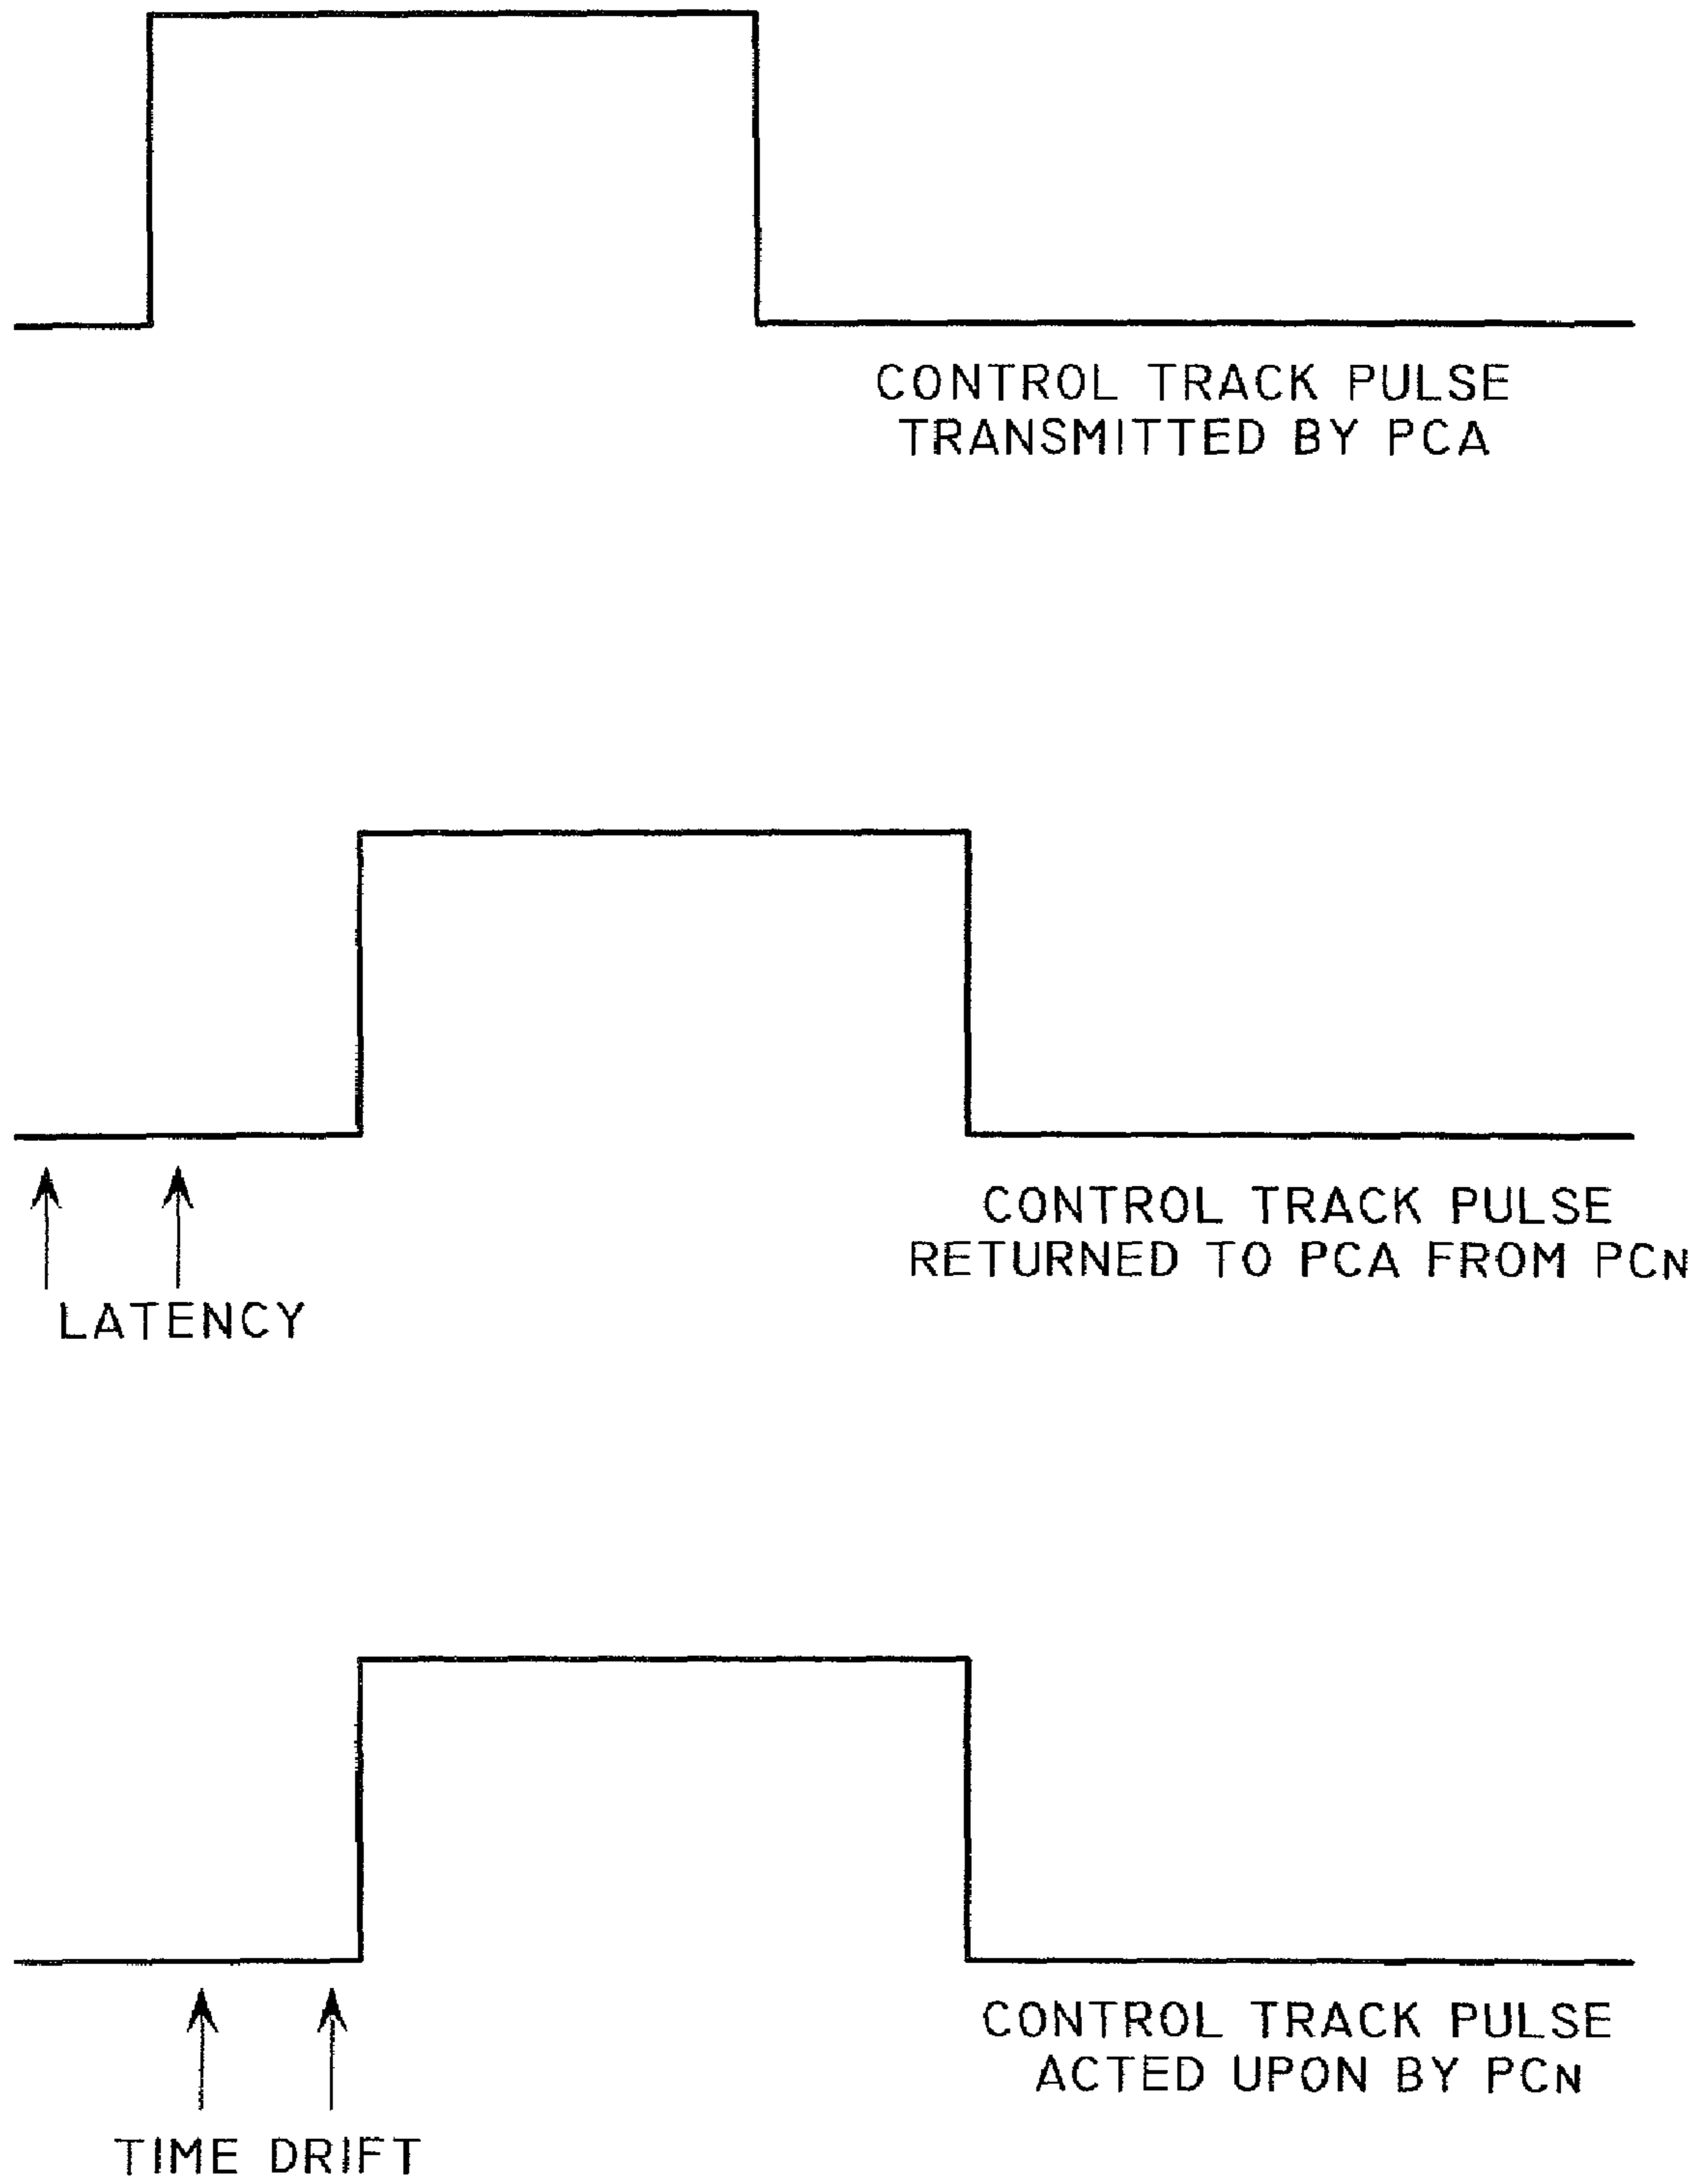 CONTROL TRACK PULSE
TRANSMITTED BY PCA
CONTROL TRACK PULSE
RETURNED TO PCA FROM PCN
LATENCY
CONTROL TRACK PULSE
ACTED UPON BY PCN
TIME DRIFT